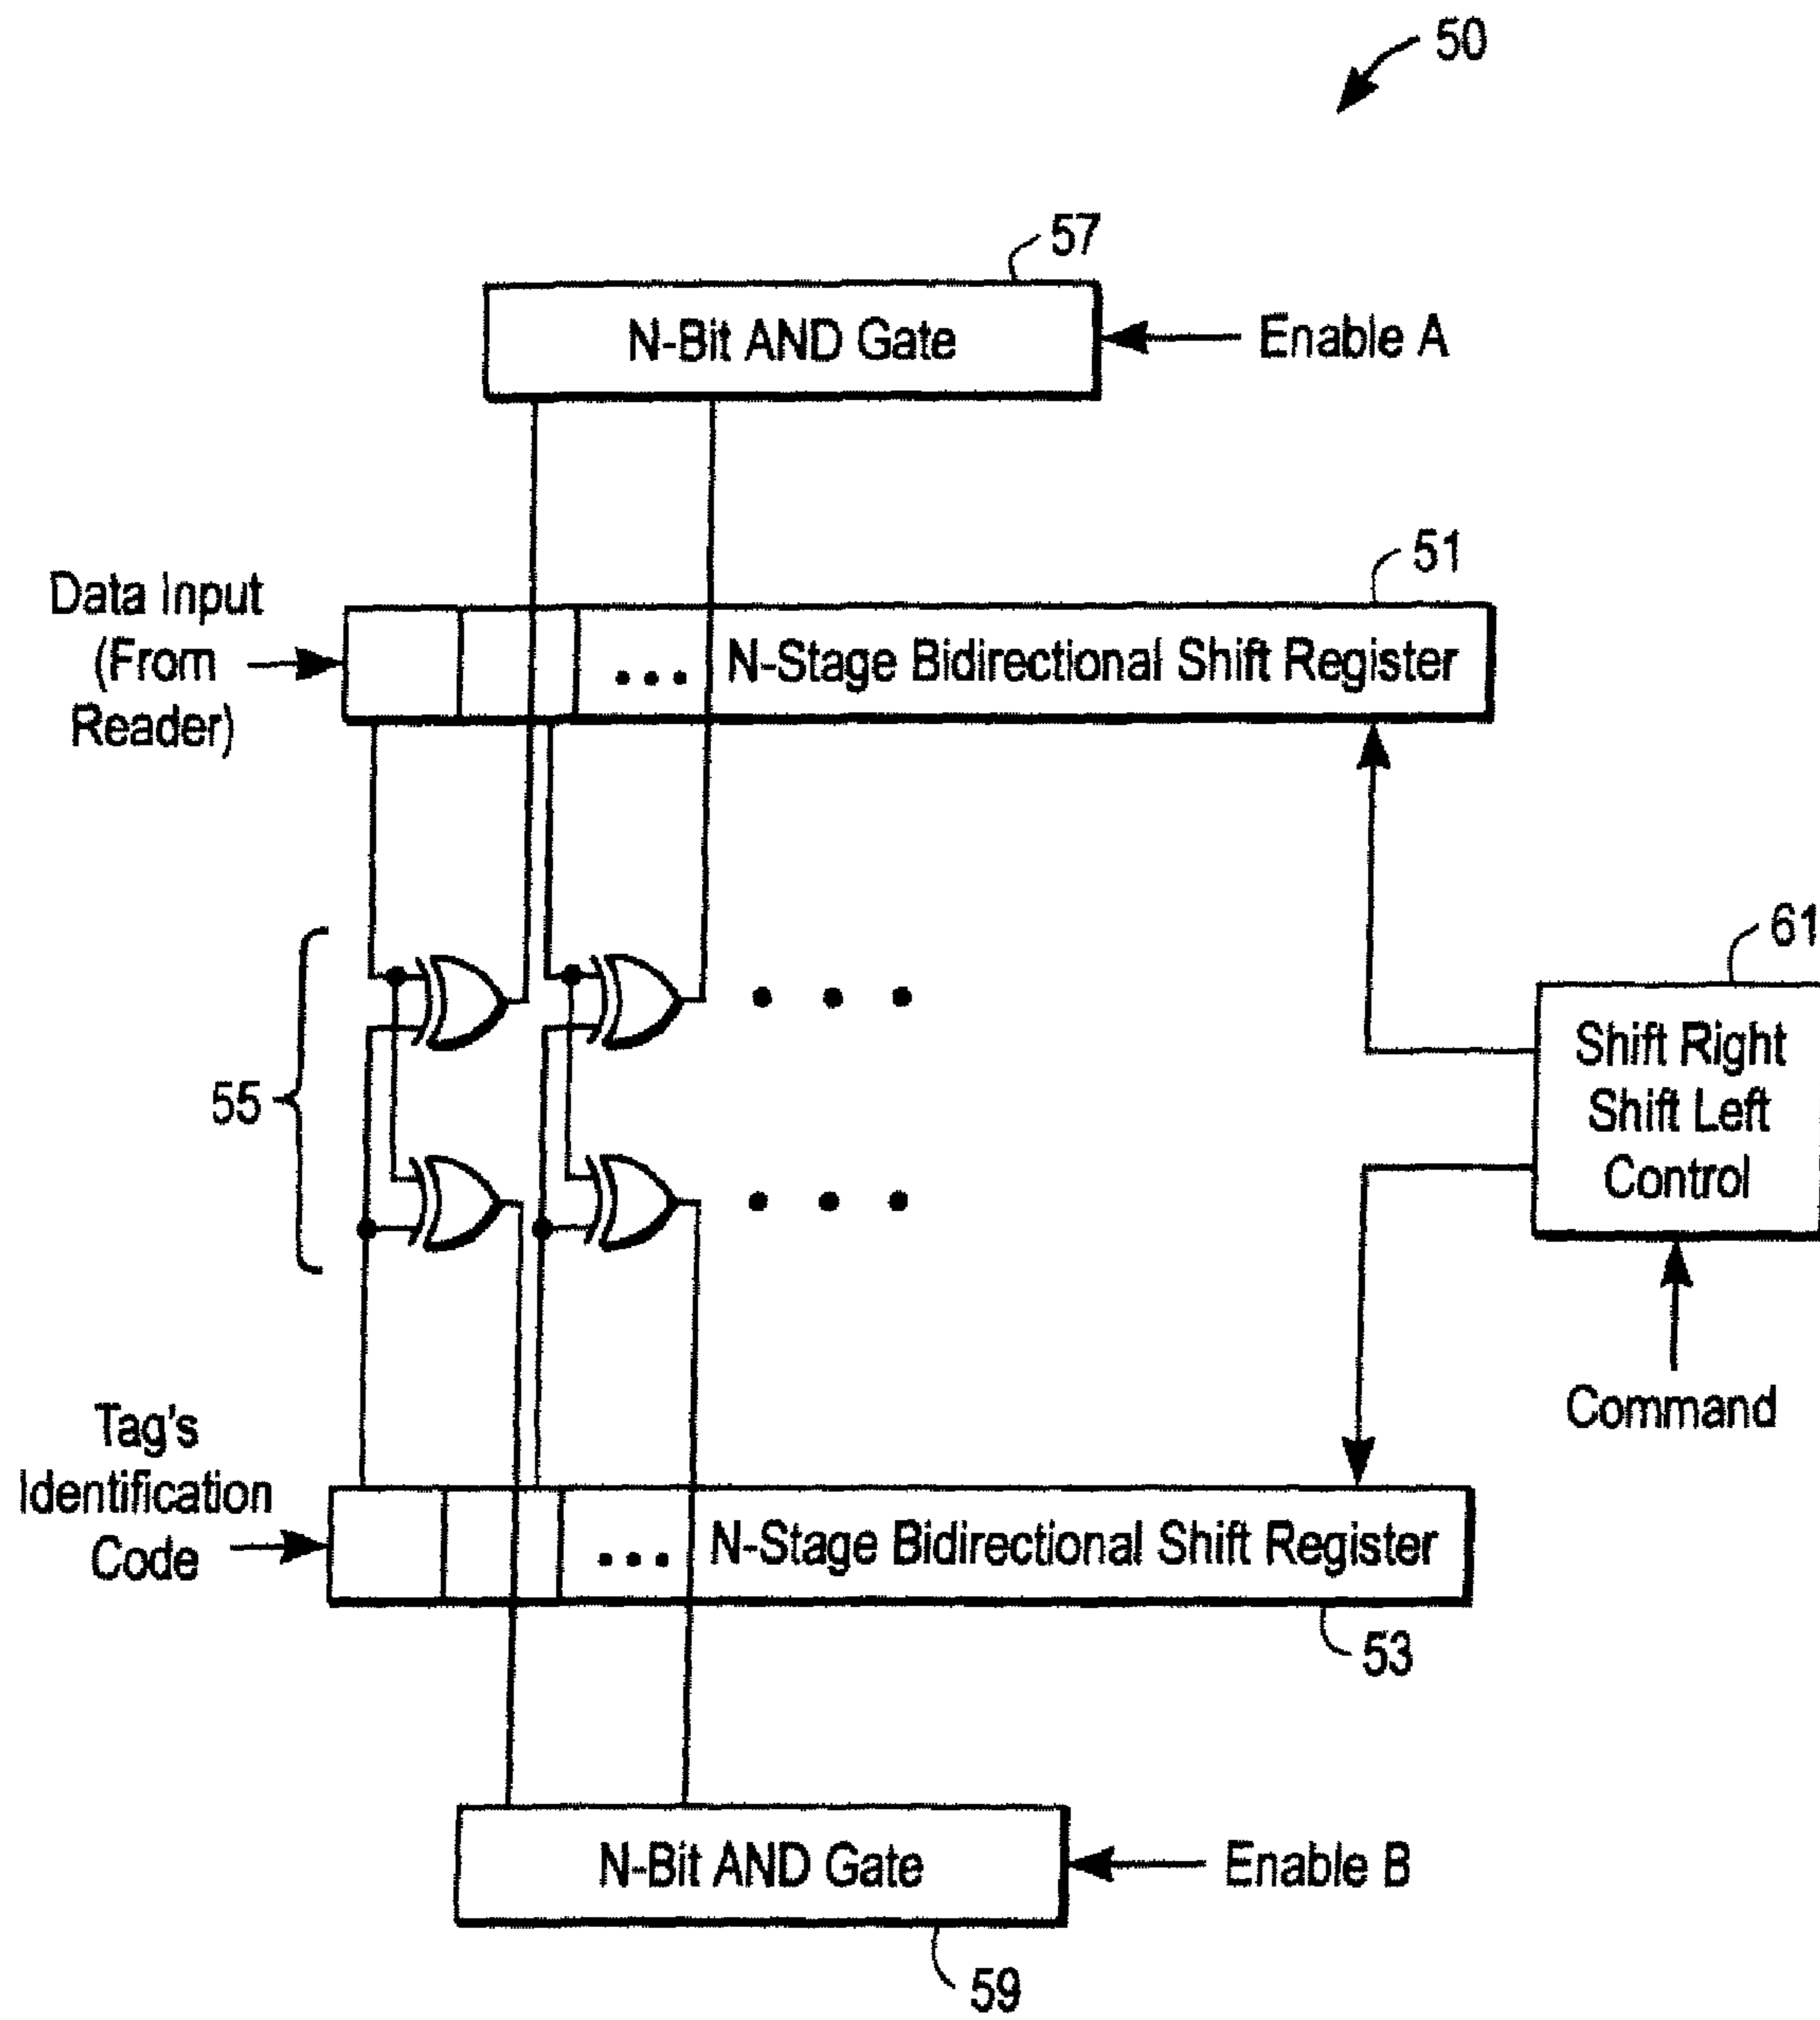 50
57
N-Bit AND Gate
Enable A
51
Data Input
(From
Reader)
... N-Stage Bidirectional Shift Register
61
Shift Right
Shift Left
Control
55
Command
Tag's
Identification
Code
... N-Stage Bidirectional Shift Register
53
N-Bit AND Gate
Enable B
59